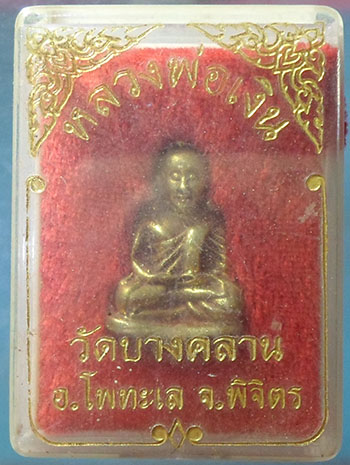 หลวงพ่อเงิน
วัดบางคลาน
อ.โพทะเล จ.พิจิตร